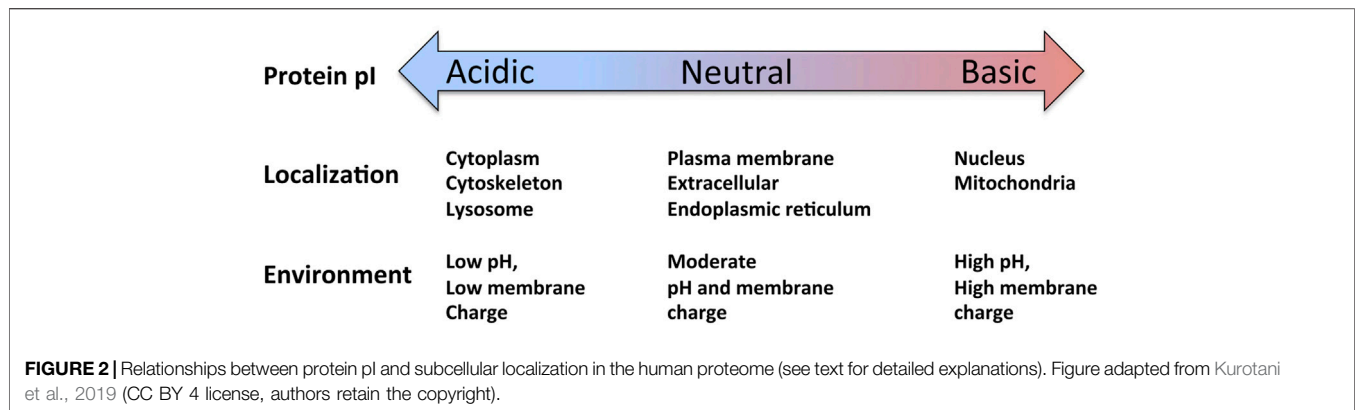 Protein pI Acidic Neutral Basic
Localization
Cytoplasm
Cytoskeleton
Lysosome
Plasma membrane
Extracellular
Endoplasmic reticulum
Nucleus
Mitochondria
Environment
Low pH,
Low membrane
Charge
Moderate
pH and membrane
charge
High pH,
High membrane
charge
FIGURE 2 | Relationships between protein pI and subcellular localization in the human proteome (see text for detailed explanations). Figure adapted from Kurotani
et al., 2019 (CC BY 4 license, authors retain the copyright).